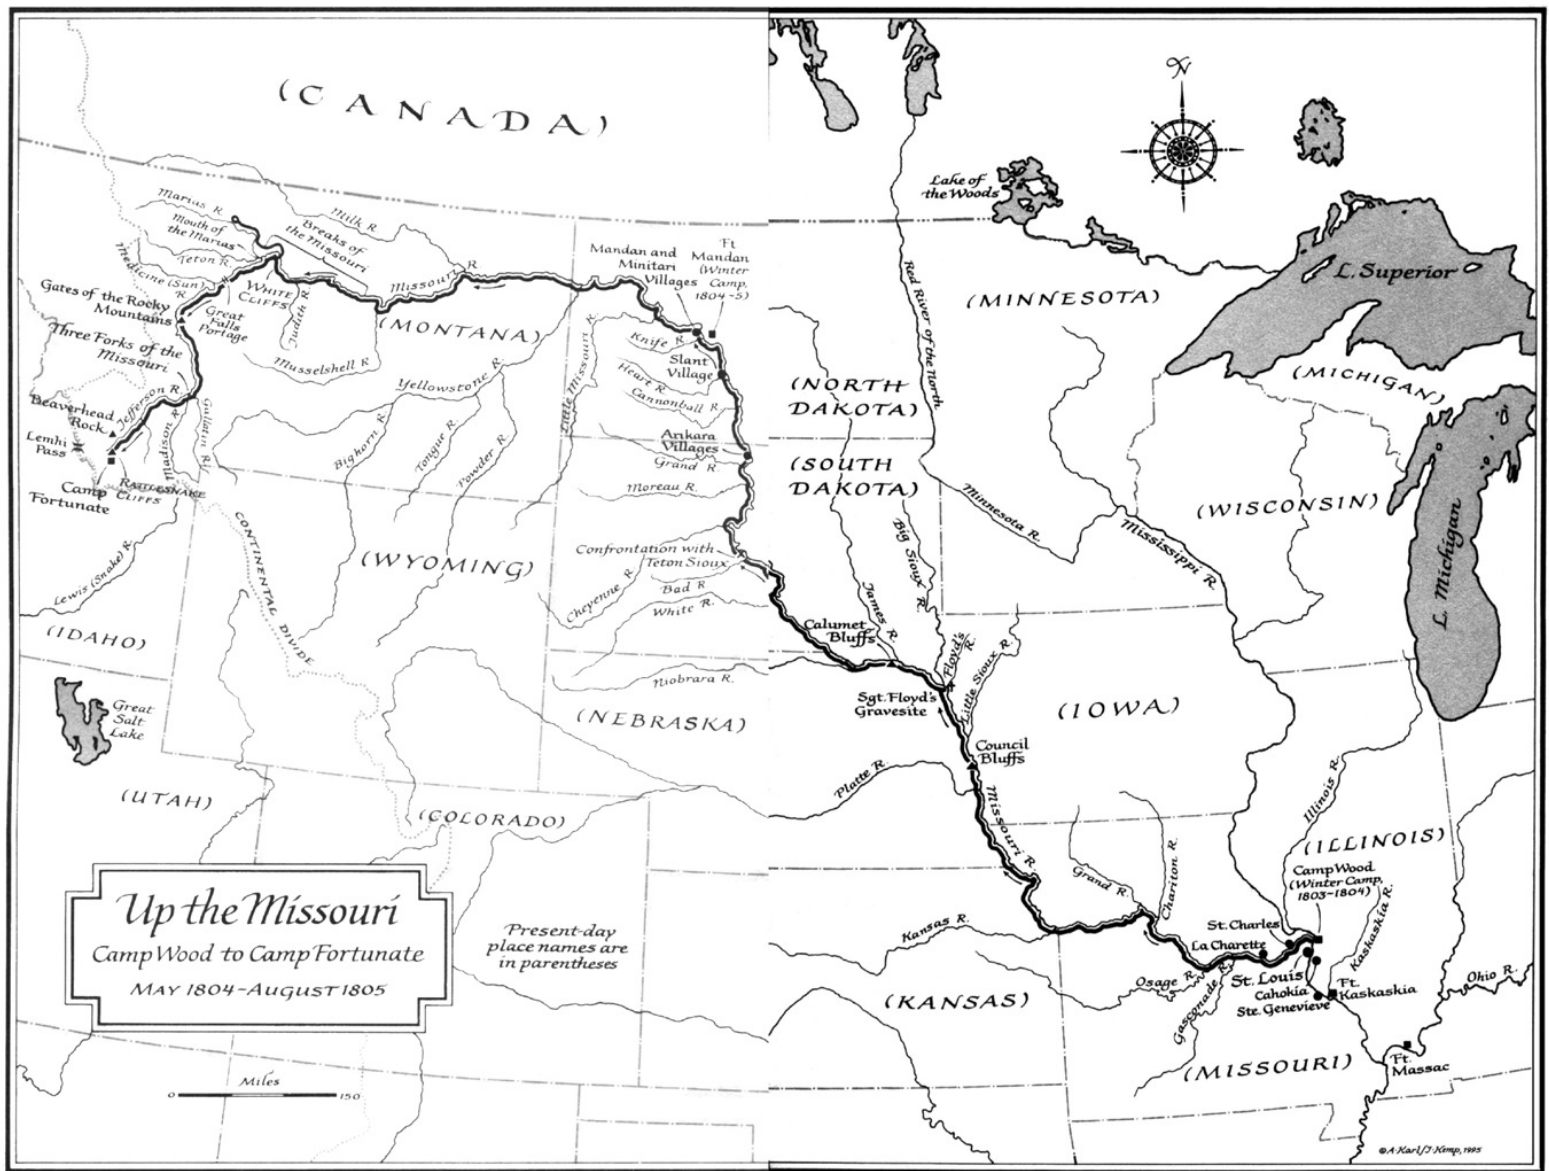 (CANADA)
N
Lake of
the Woods
L. Superior
Marias R.
Mouth of
the Marias
Milk R.
Breaks of
the Missouri
Teton R.
Medicine (Sun)
R
WHITE
CLIFFS
Judith R.
Missouri R.
Gates of the Rocky
Mountains
Great
Falls
Portage
Three Forks of the
Missouri
(MONTANA)
Musselshell R
Yellowstone R.
Mandan and
Minitari
Villages
Ft
Mandan
(Winter
Camp,
1804-5)
Little Missouri R.
Knife R.
Slant
Village
Heart R.
Cannonball R
Arikara
Villages
Grand R.
Moreau R.
Red River of the North
(MINNESOTA)
(NORTH
DAKOTA)
(SOUTH
DAKOTA)
(MICHIGAN)
(WISCONSIN)
L. Michigan
Beaverhead
Rock
Jefferson R.
Madison R
Gallatin R.
Lemhi
Pass
RATTLESNAKE
CLIFFS
Camp
Fortunate
Bighorn R
Tongue R.
Powder R.
Lewis (Snake) R.
CONTINENTAL DIVIDE
(WYOMING)
Confrontation with
Teton Sioux
Cheyenne R.
Bad R
White R.
Minnesota R.
Mississippi R.
Big Sioux R
James R.
Calumet
Bluffs
Floyd's
R.
Little Sioux R.
Sgt. Floyd's
Gravesite
(IDAHO)
Great
Salt
Lake
Niobrara R.
(NEBRASKA)
(IOWA)
Council
Bluffs
Platte R.
Missouri R.
(UTAH)
(COLORADO)
Illinois R.
(ILLINOIS)
Grand R.
Chariton R.
Camp Wood
(Winter Camp,
1803-1804)
Kaskaskia R.
Kansas R.
St. Charles
La Charette
St. Louis
Cahokia
Ste. Genevieve
Ft.
Kaskaskia
Osage R.
Gasconade R.
Ohio R.
(KANSAS)
(MISSOURI)
Ft.
Massac
Up the Missouri
Camp Wood to Camp Fortunate
MAY 1804-AUGUST 1805
Present-day
place names are
in parentheses
Miles
0 150
© A·Karl/J·Kemp, 1995